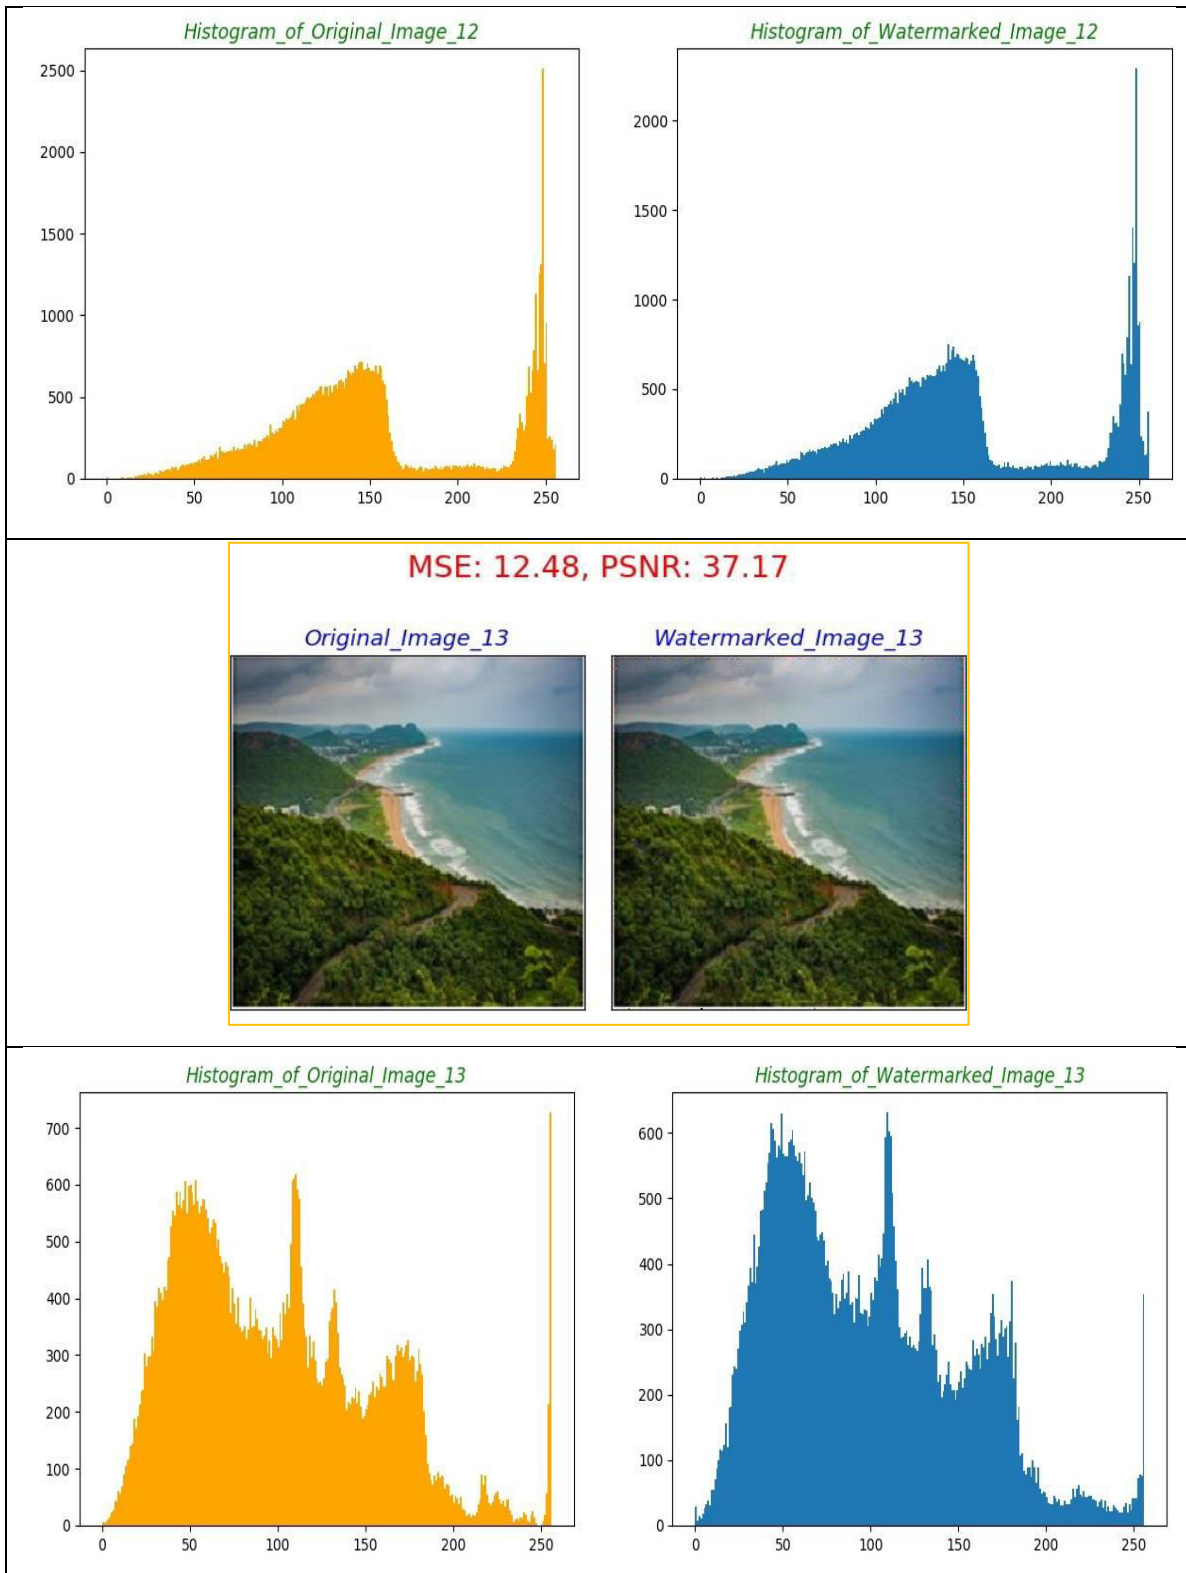 Histogram_of_Original_Image_12
Histogram_of_Watermarked_Image_12
2500
2000
1500
1000
500
0
0 50 100 150 200 250
2000
1500
1000
500
0
0 50 100 150 200 250
MSE: 12.48, PSNR: 37.17
Original_Image_13
Watermarked_Image_13
Histogram_of_Original_Image_13
Histogram_of_Watermarked_Image_13
700
600
500
400
300
200
100
0
0 50 100 150 200 250
600
500
400
300
200
100
0
0 50 100 150 200 250